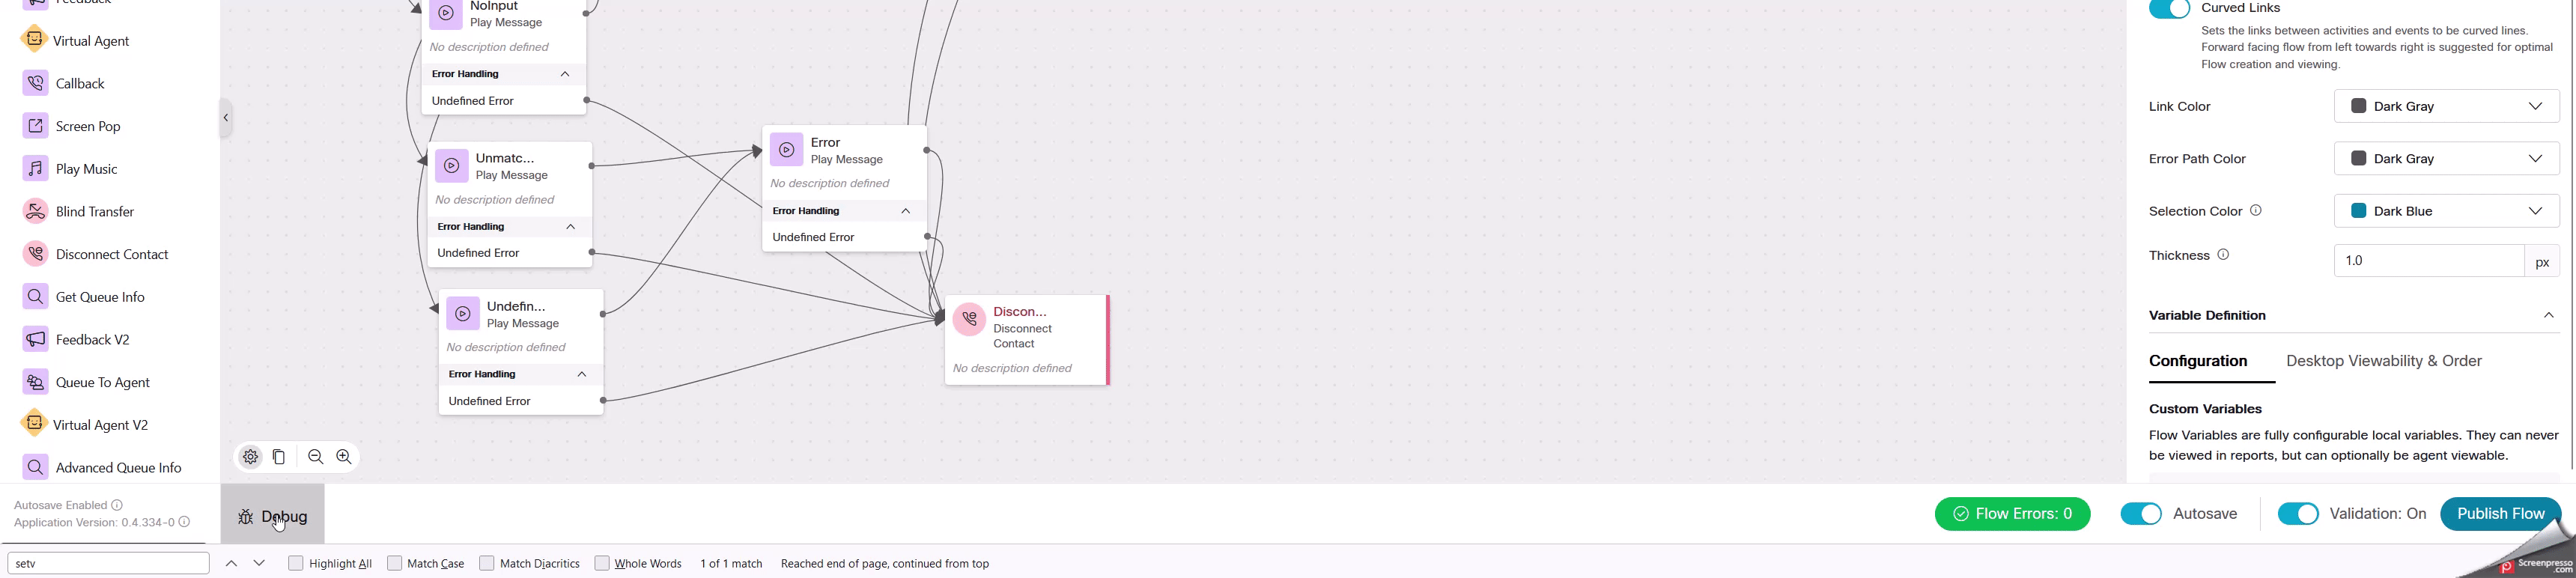 Feedback
Virtual Agent
Callback
Screen Pop
Play Music
Blind Transfer
Disconnect Contact
Get Queue Info
Feedback V2
Queue To Agent
Virtual Agent V2
Advanced Queue Info
Autosave Enabled
Application Version: 0.4.334-0
NoInput
Play Message
No description defined
Error Handling
Undefined Error
Unmatc...
Play Message
No description defined
Error Handling
Undefined Error
Undefin...
Play Message
No description defined
Error Handling
Undefined Error
Error
Play Message
No description defined
Error Handling
Undefined Error
Discon...
Disconnect
Contact
No description defined
Curved Links
Sets the links between activities and events to be curved lines.
Forward facing flow from left towards right is suggested for optimal
Flow creation and viewing.
Link Color
Dark Gray
Error Path Color
Dark Gray
Selection Color
Dark Blue
Thickness
1.0
px
Variable Definition
Configuration
Desktop Viewability & Order
Custom Variables
Flow Variables are fully configurable local variables. They can never
be viewed in reports, but can optionally be agent viewable.
Debug
Flow Errors: 0
Autosave
Validation: On
Publish Flow
setv
Highlight All
Match Case
Match Diacritics
Whole Words
1 of 1 match
Reached end of page, continued from top
Screenpresso
.com